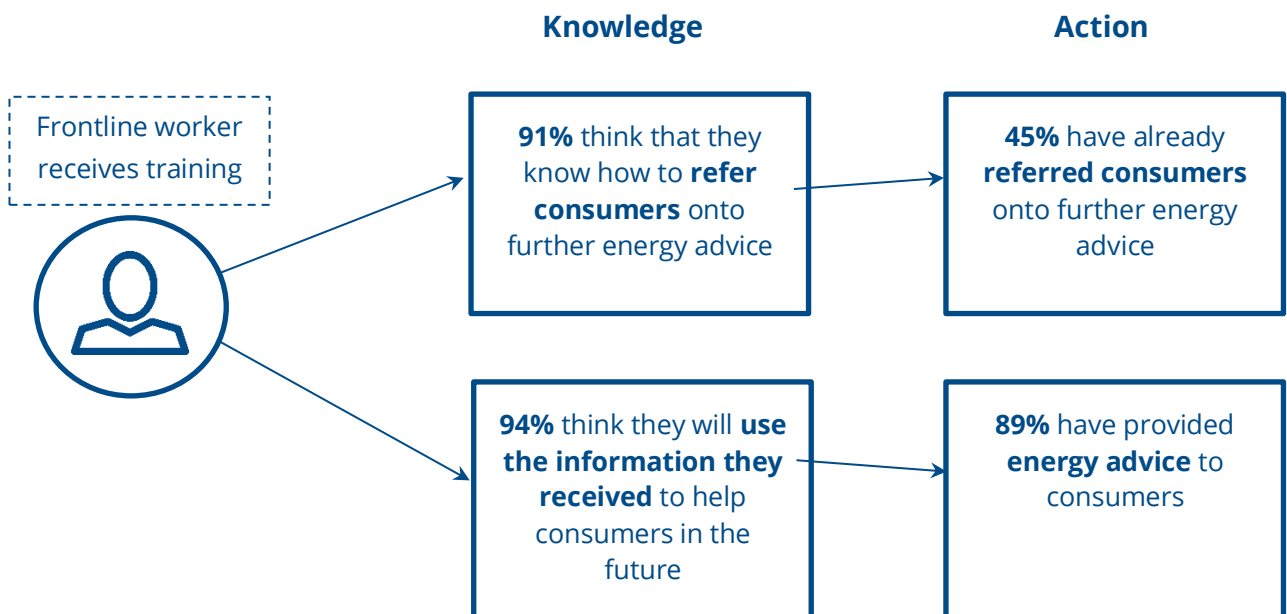 Knowledge
Action
Frontline worker
receives training
91% think that they
know how to refer
consumers onto
further energy advice
45% have already
referred consumers
onto further energy
advice
94% think they will use
the information they
received to help
consumers in the
future
89% have provided
energy advice to
consumers